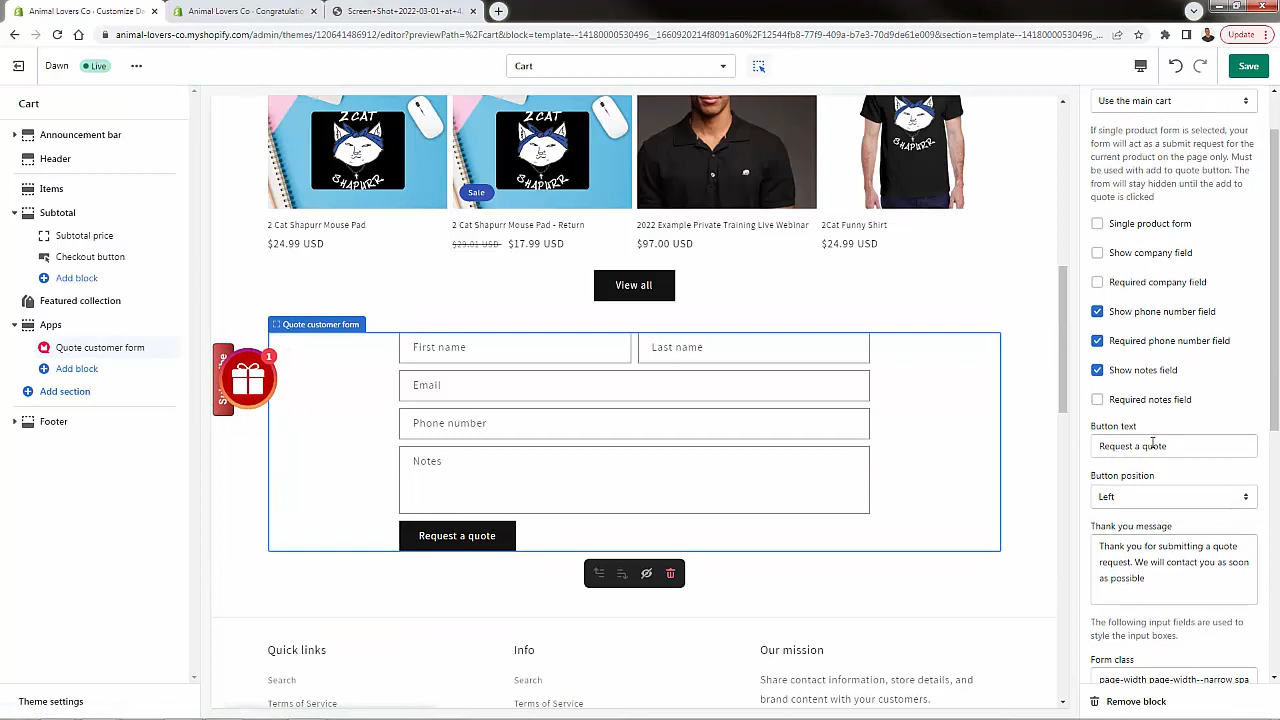 Animal Lovers Co - Customize Da
Animal Lovers Co - Congratulatio
Screen+Shot+2022-03-01+at+4.
animal-lovers-co.myshopify.com/admin/themes/120641486912/editor?previewPath=%2Fcart&block=template--14180000530496__1660920214f8091a60%2F12544fb8-77f9-409a-b7e3-70d9de61e009&section=template--14180000530496_...
Update
Dawn
Live
Cart
Save
Cart
Announcement bar
Header
Items
Subtotal
Subtotal price
Checkout button
Add block
Featured collection
Apps
Quote customer form
Add block
Add section
Footer
Theme settings
2 CAT
SHAPURR
2 CAT
SHAPURR
Sale
SHAPURR
2 Cat Shapurr Mouse Pad
2 Cat Shapurr Mouse Pad - Return
2022 Example Private Training Live Webinar
2Cat Funny Shirt
$24.99 USD
$29.01 USD
$17.99 USD
$97.00 USD
$24.99 USD
View all
Quote customer form
First name
Last name
1
Email
Phone number
Notes
Request a quote
Quick links
Info
Our mission
Search
Search
Share contact information, store details, and
Terms of Service
Terms of Service
brand content with your customers.
Use the main cart
If single product form is selected, your
form will act as a submit request for the
current product on the page only. Must
be used with add to quote button. The
from will stay hidden until the add to
quote is clicked
Single product form
Show company field
Required company field
Show phone number field
Required phone number field
Show notes field
Required notes field
Button text
Request a quote
Button position
Left
Thank you message
Thank you for submitting a quote
request. We will contact you as soon
as possible
The following input fields are used to
style the input boxes.
Form class
page-width page-width--narrow spa
Remove block